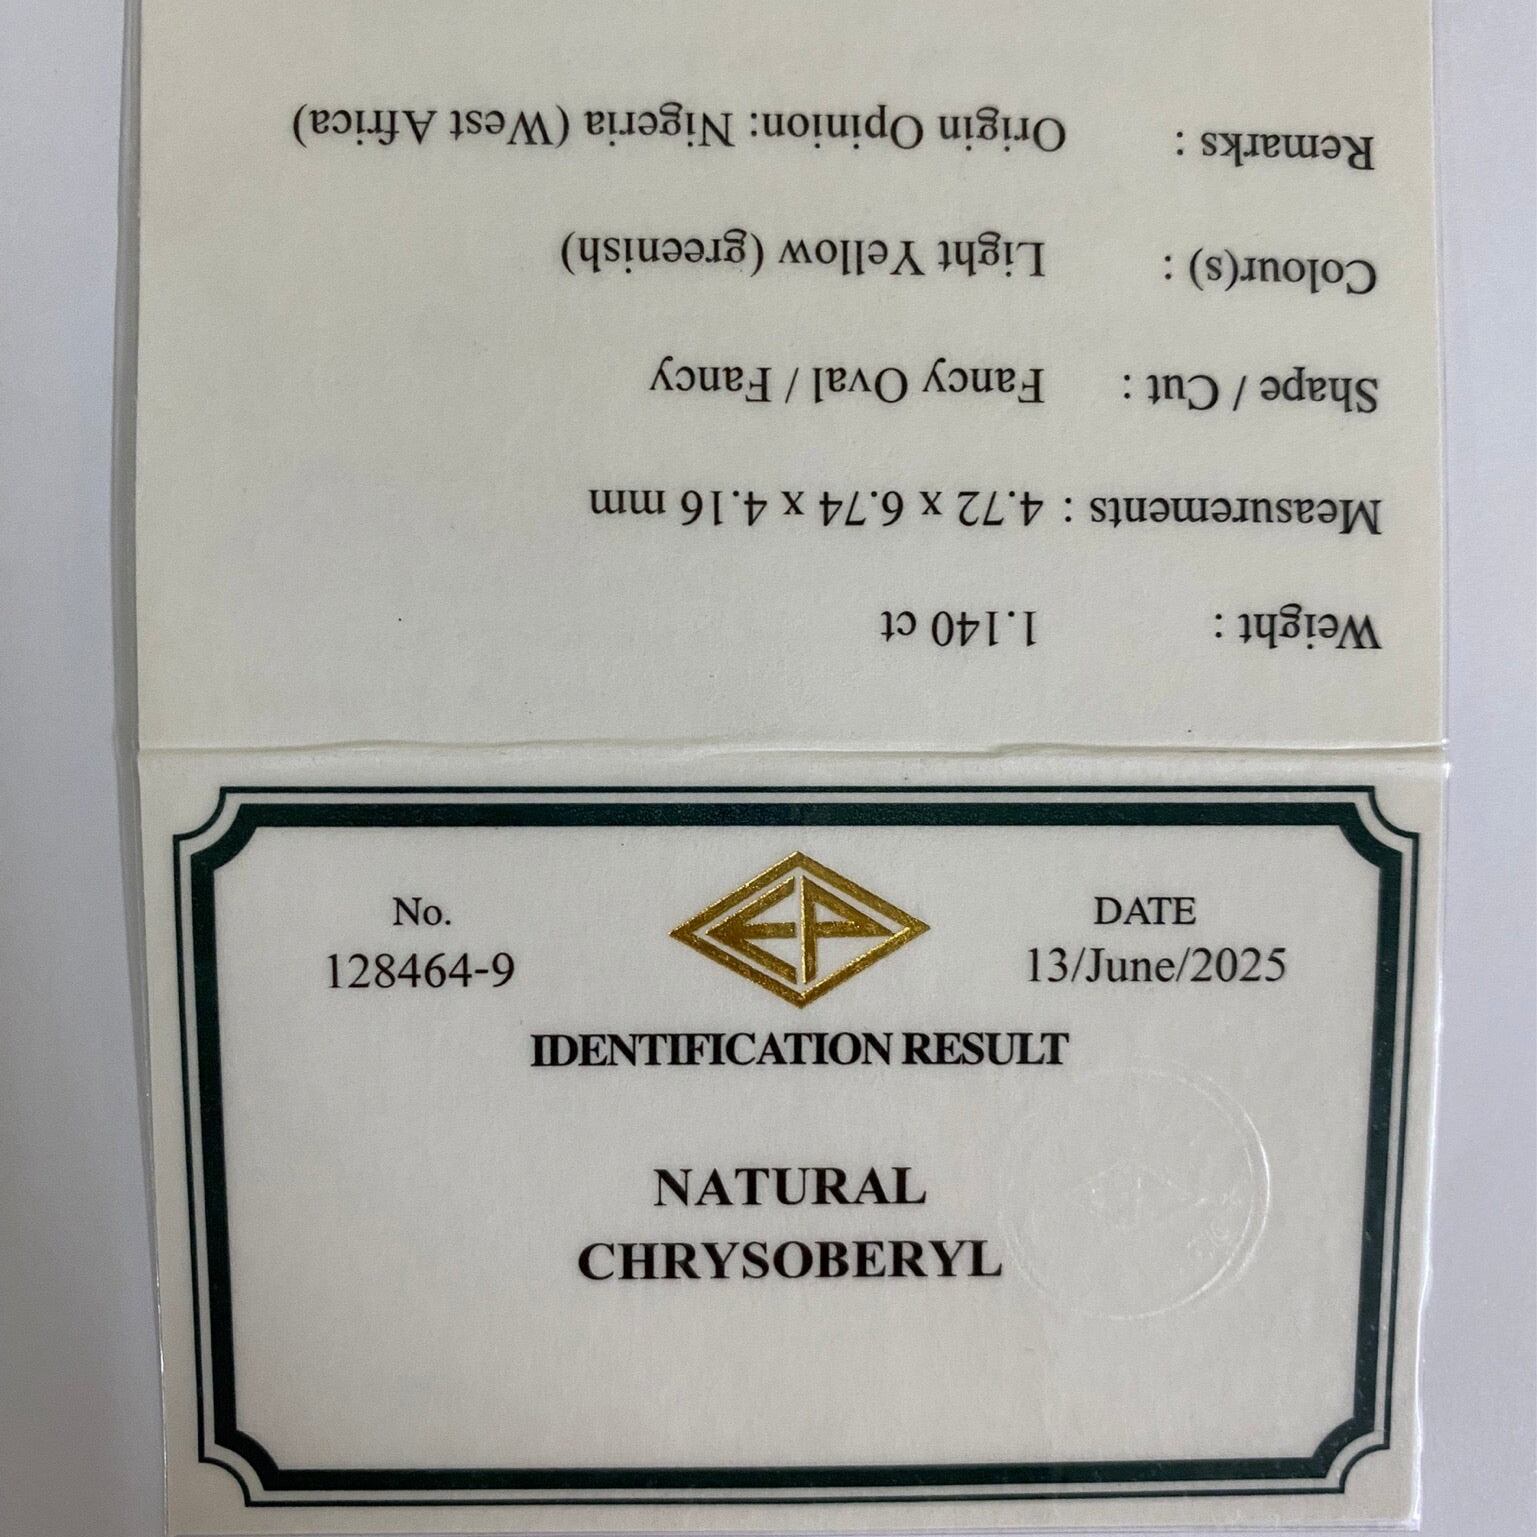 No.
128464-9
EP
DATE
13/June/2025
IDENTIFICATION RESULT
NATURAL
CHRYSOBERYL
Weight : 1.140 ct
Measurements : 4.72 x 6.74 x 4.16 mm
Shape / Cut : Fancy Oval / Fancy
Colour(s) : Light Yellow (greenish)
Remarks : Origin Opinion: Nigeria (West Africa)